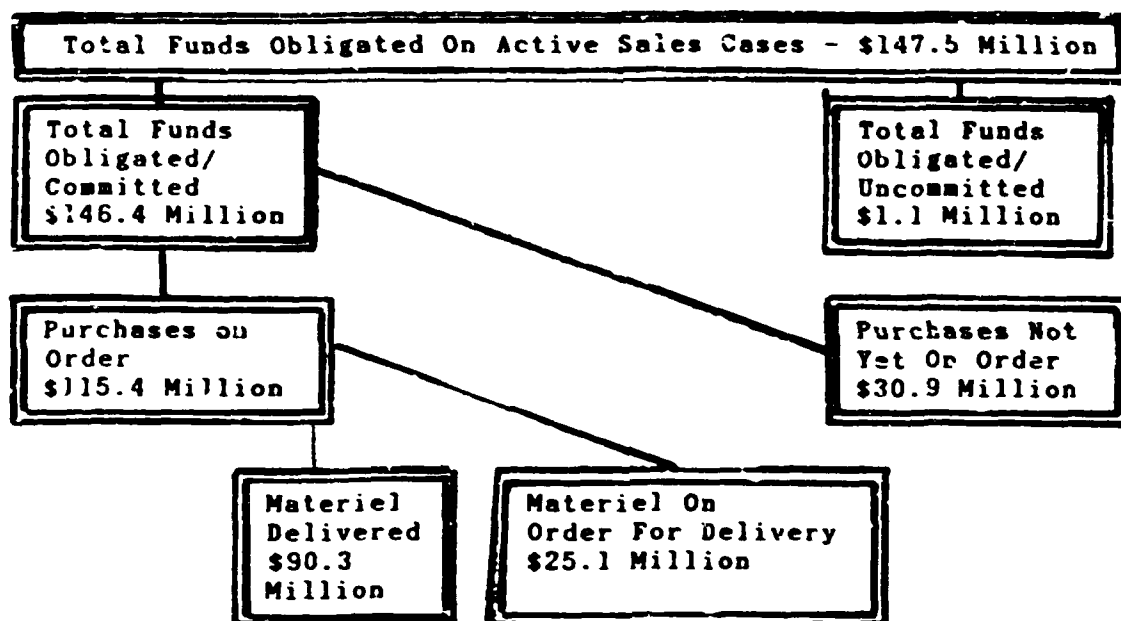 Total Funds Obligated On Active Sales Cases - $147.5 Million
Total Funds
Obligated/
Committed
$146.4 Million
Total Funds
Obligated/
Uncommitted
$1.1 Million
Purchases on
Order
$115.4 Million
Purchases Not
Yet On Order
$30.9 Million
Materiel
Delivered
$90.3
Million
Materiel On
Order For Delivery
$25.1 Million